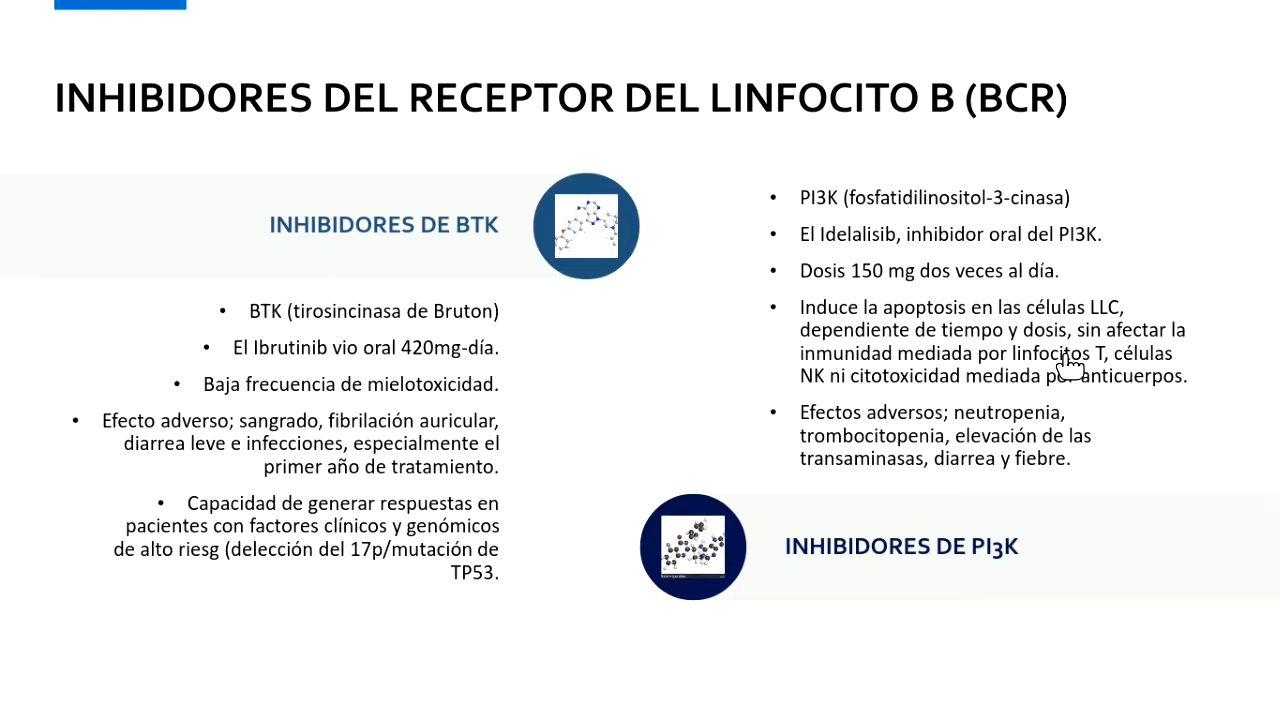 INHIBIDORES DEL RECEPTOR DEL LINFOCITO B (BCR)
INHIBIDORES DE BTK
• BTK (tirosincinasa de Bruton)
• El Ibrutinib vio oral 420mg-día.
• Baja frecuencia de mielotoxicidad.
• Efecto adverso; sangrado, fibrilación auricular,
diarrea leve e infecciones, especialmente el
primer año de tratamiento.
• Capacidad de generar respuestas en
pacientes con factores clínicos y genómicos
de alto riesg (delección del 17p/mutación de
TP53.
• PI3K (fosfatidilinositol-3-cinasa)
• El Idelalisib, inhibidor oral del PI3K.
• Dosis 150 mg dos veces al día.
• Induce la apoptosis en las células LLC,
dependiente de tiempo y dosis, sin afectar la
inmunidad mediada por linfocitos T, células
NK ni citotoxicidad mediada por anticuerpos.
• Efectos adversos; neutropenia,
trombocitopenia, elevación de las
transaminasas, diarrea y fiebre.
INHIBIDORES DE PI3K